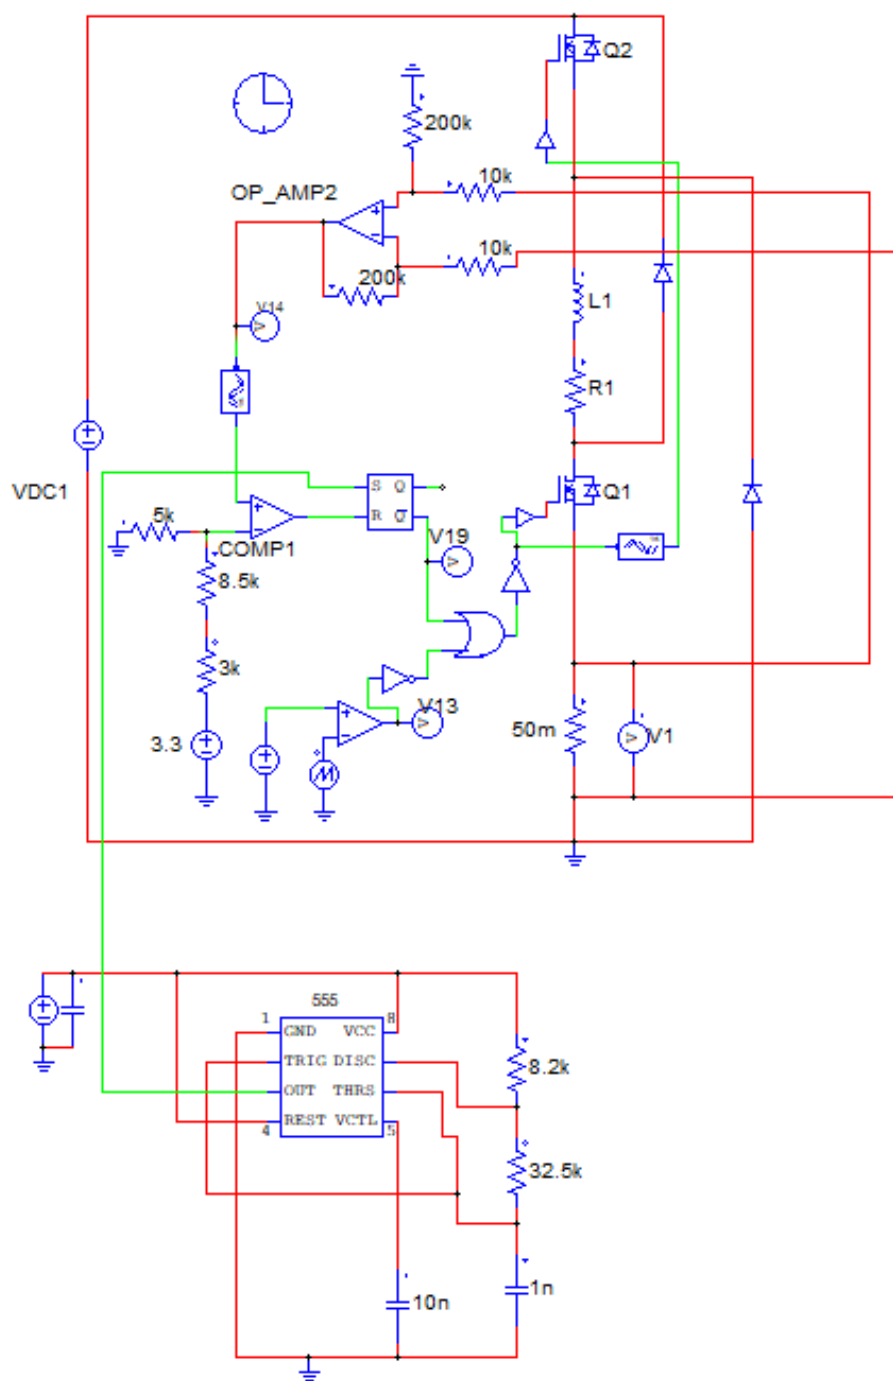 Q2
200k
10k
OP_AMP2
10k
200k
L1
V14
R1
VDC1
S Q
R Q
Q1
5k
COMP1
V19
8.5k
3k
V13
3.3
50m
V1
555
1 8
GND VCC
TRIG DISC
OUT THRS
REST VCTL
4 5
8.2k
32.5k
10n
1n